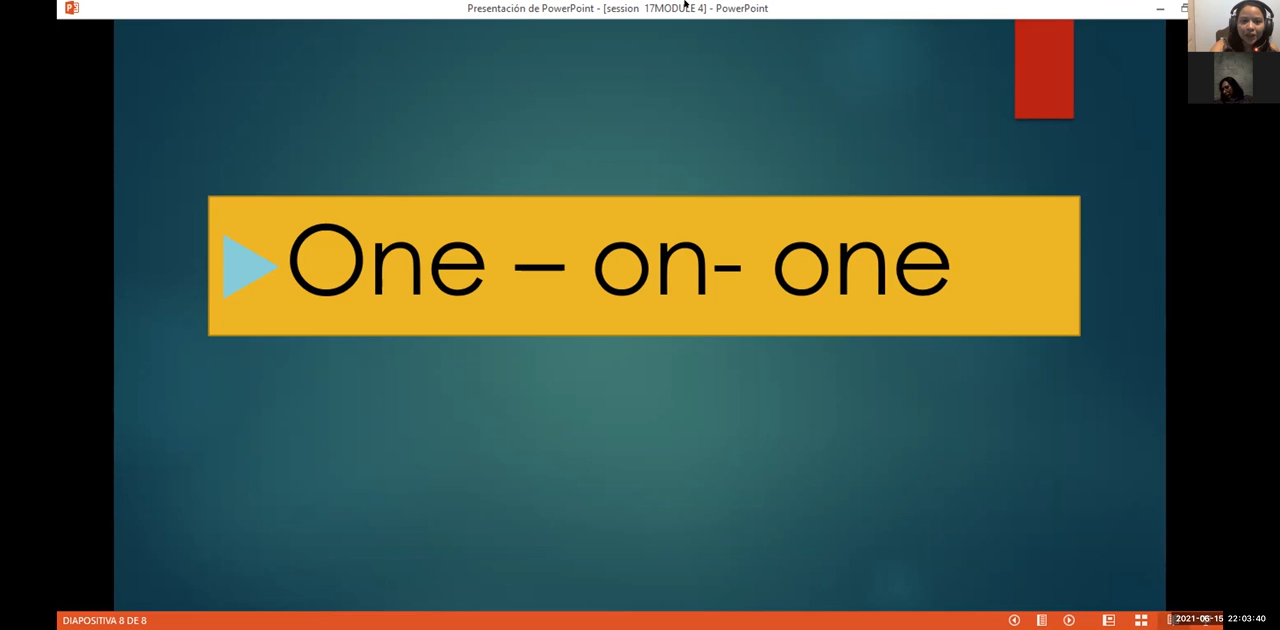 Presentación de PowerPoint - [session 17MODULE 4] - PowerPoint
One – on- one
DIAPOSITIVA 8 DE 8
2021-06-15 22:03:40